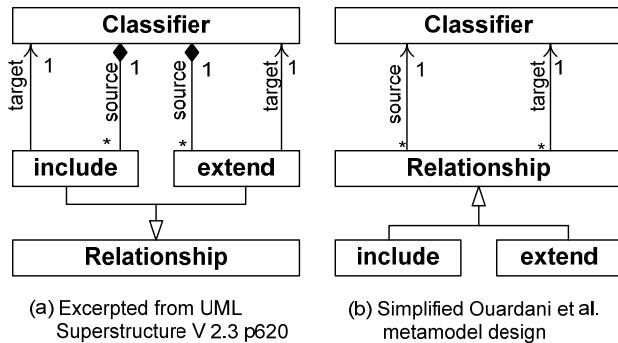 Classifier
target
1
source
1
*
source
1
*
target
1
include
extend
Relationship
(a) Excerpted from UML
Superstructure V 2.3 p620
Classifier
source
1
*
target
1
*
Relationship
include
extend
(b) Simplified Ouardani et al.
metamodel design